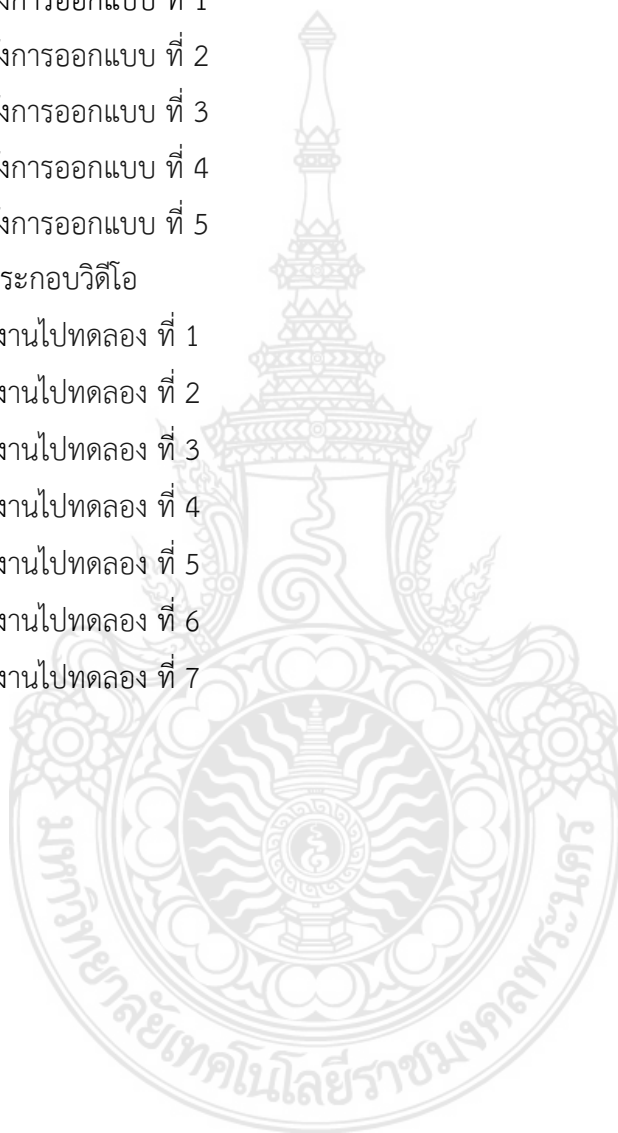 งการออกแบบ ที่ 1
งการออกแบบ ที่ 2
งการออกแบบ ที่ 3
งการออกแบบ ที่ 4
งการออกแบบ ที่ 5
ระกอบวิดีโอ
งานไปทดลอง ที่ 1
งานไปทดลอง ที่ 2
งานไปทดลอง ที่ 3
งานไปทดลอง ที่ 4
งานไปทดลอง ที่ 5
งานไปทดลอง ที่ 6
งานไปทดลอง ที่ 7
มหาวิทยาลัยเทคโนโลยีราชมงคลพระนคร